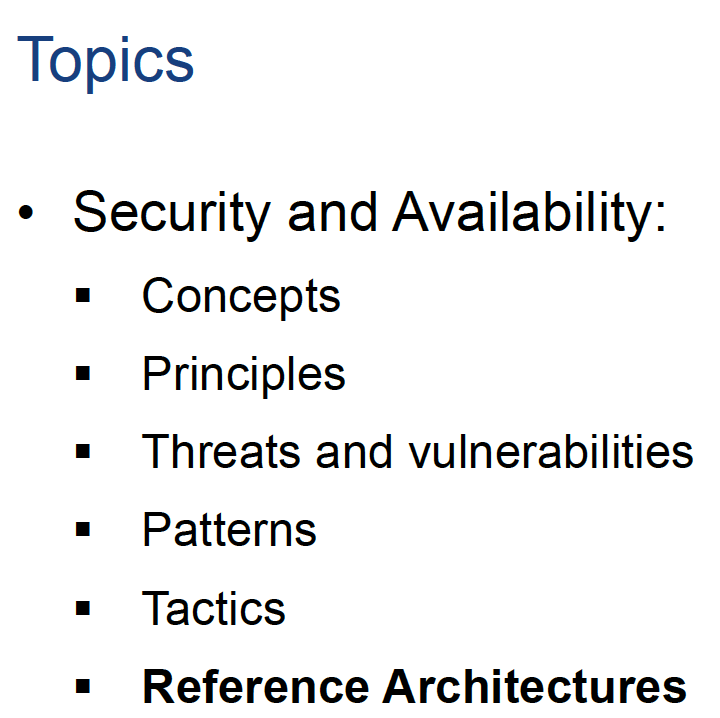 Topics
• Security and Availability:
▪ Concepts
▪ Principles
▪ Threats and vulnerabilities
▪ Patterns
▪ Tactics
▪ Reference Architectures